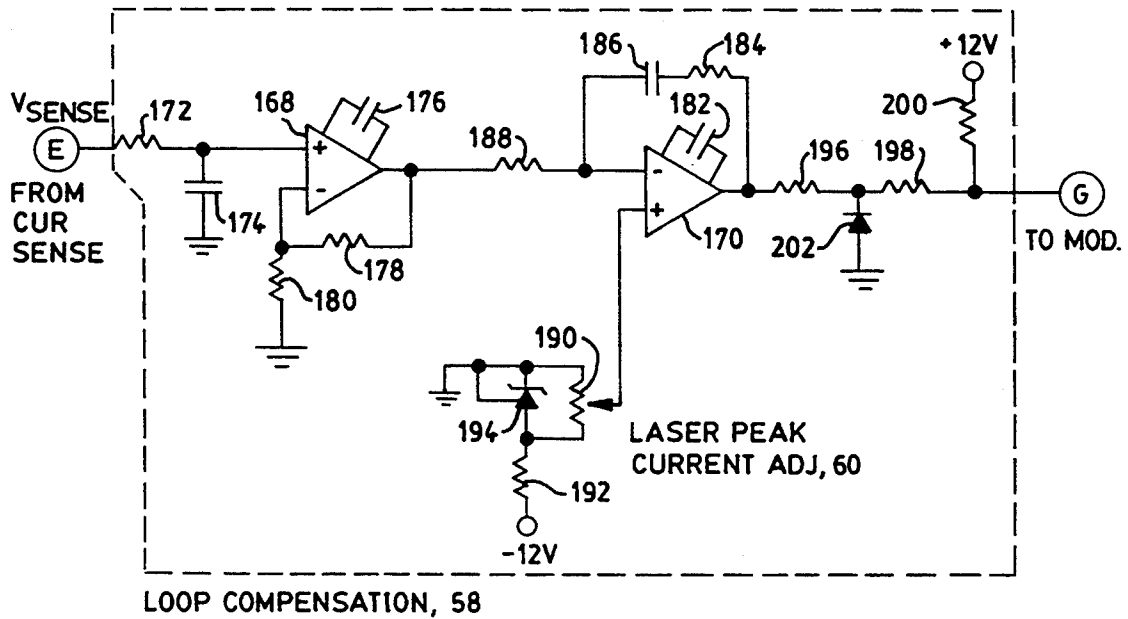 186
184
+12V
VSENSE
172
168
176
182
200
E
188
196
198
G
FROM
CUR
SENSE
174
178
170
202
TO MOD.
180
190
194
LASER PEAK
CURRENT ADJ, 60
192
-12V
LOOP COMPENSATION, 58
+
-
-
+